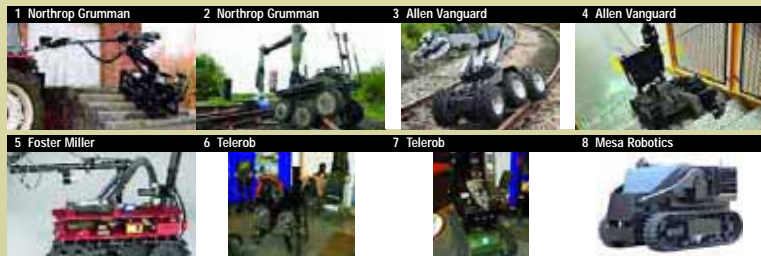 1 Northrop Grumman
2 Northrop Grumman
3 Allen Vanguard
4 Allen Vanguard
5 Foster Miller
6 Telerob
7 Telerob
8 Mesa Robotics